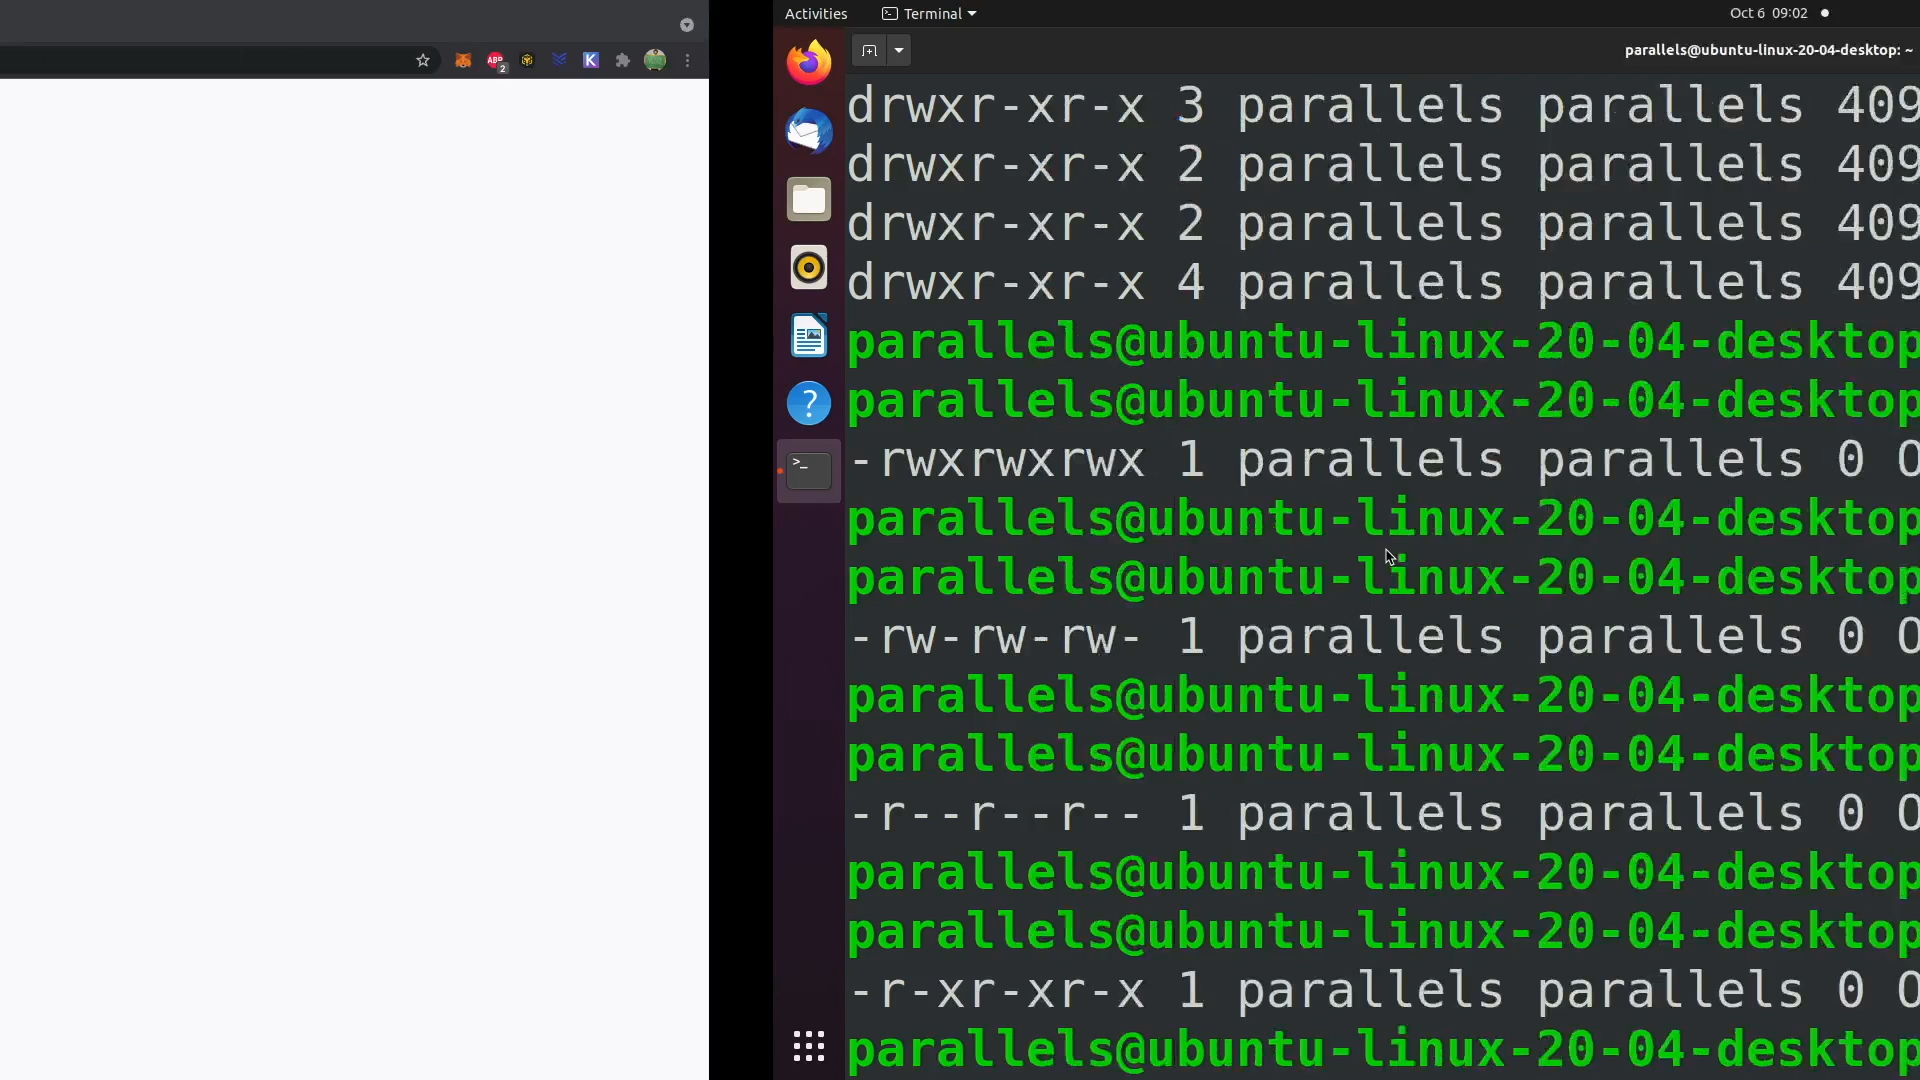 ABP
2
K
Activities
Terminal
Oct 6 09:02
parallels@ubuntu-linux-20-04-desktop: ~
drwxr-xr-x 3 parallels parallels 409
drwxr-xr-x 2 parallels parallels 409
drwxr-xr-x 2 parallels parallels 409
drwxr-xr-x 4 parallels parallels 409
parallels@ubuntu-linux-20-04-desktop
parallels@ubuntu-linux-20-04-desktop
-rwxrwxrwx 1 parallels parallels 0 O
parallels@ubuntu-linux-20-04-desktop
parallels@ubuntu-linux-20-04-desktop
-rw-rw-rw- 1 parallels parallels 0 O
parallels@ubuntu-linux-20-04-desktop
parallels@ubuntu-linux-20-04-desktop
-r--r--r-- 1 parallels parallels 0 O
parallels@ubuntu-linux-20-04-desktop
parallels@ubuntu-linux-20-04-desktop
-r-xr-xr-x 1 parallels parallels 0 O
parallels@ubuntu-linux-20-04-desktop